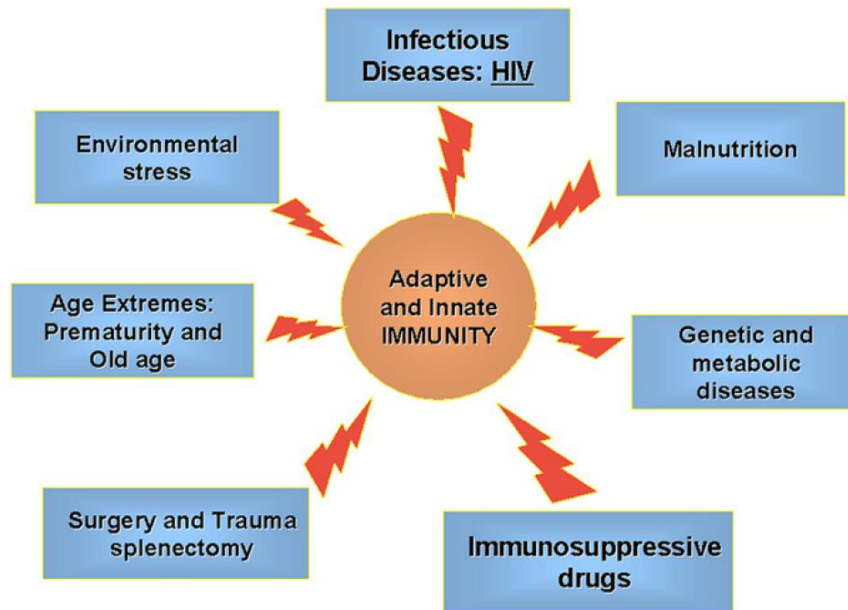 Infectious
Diseases: HIV
Environmental
stress
Malnutrition
Adaptive
and Innate
IMMUNITY
Age Extremes:
Prematurity and
Old age
Genetic and
metabolic
diseases
Surgery and Trauma
splenectomy
Immunosuppressive
drugs